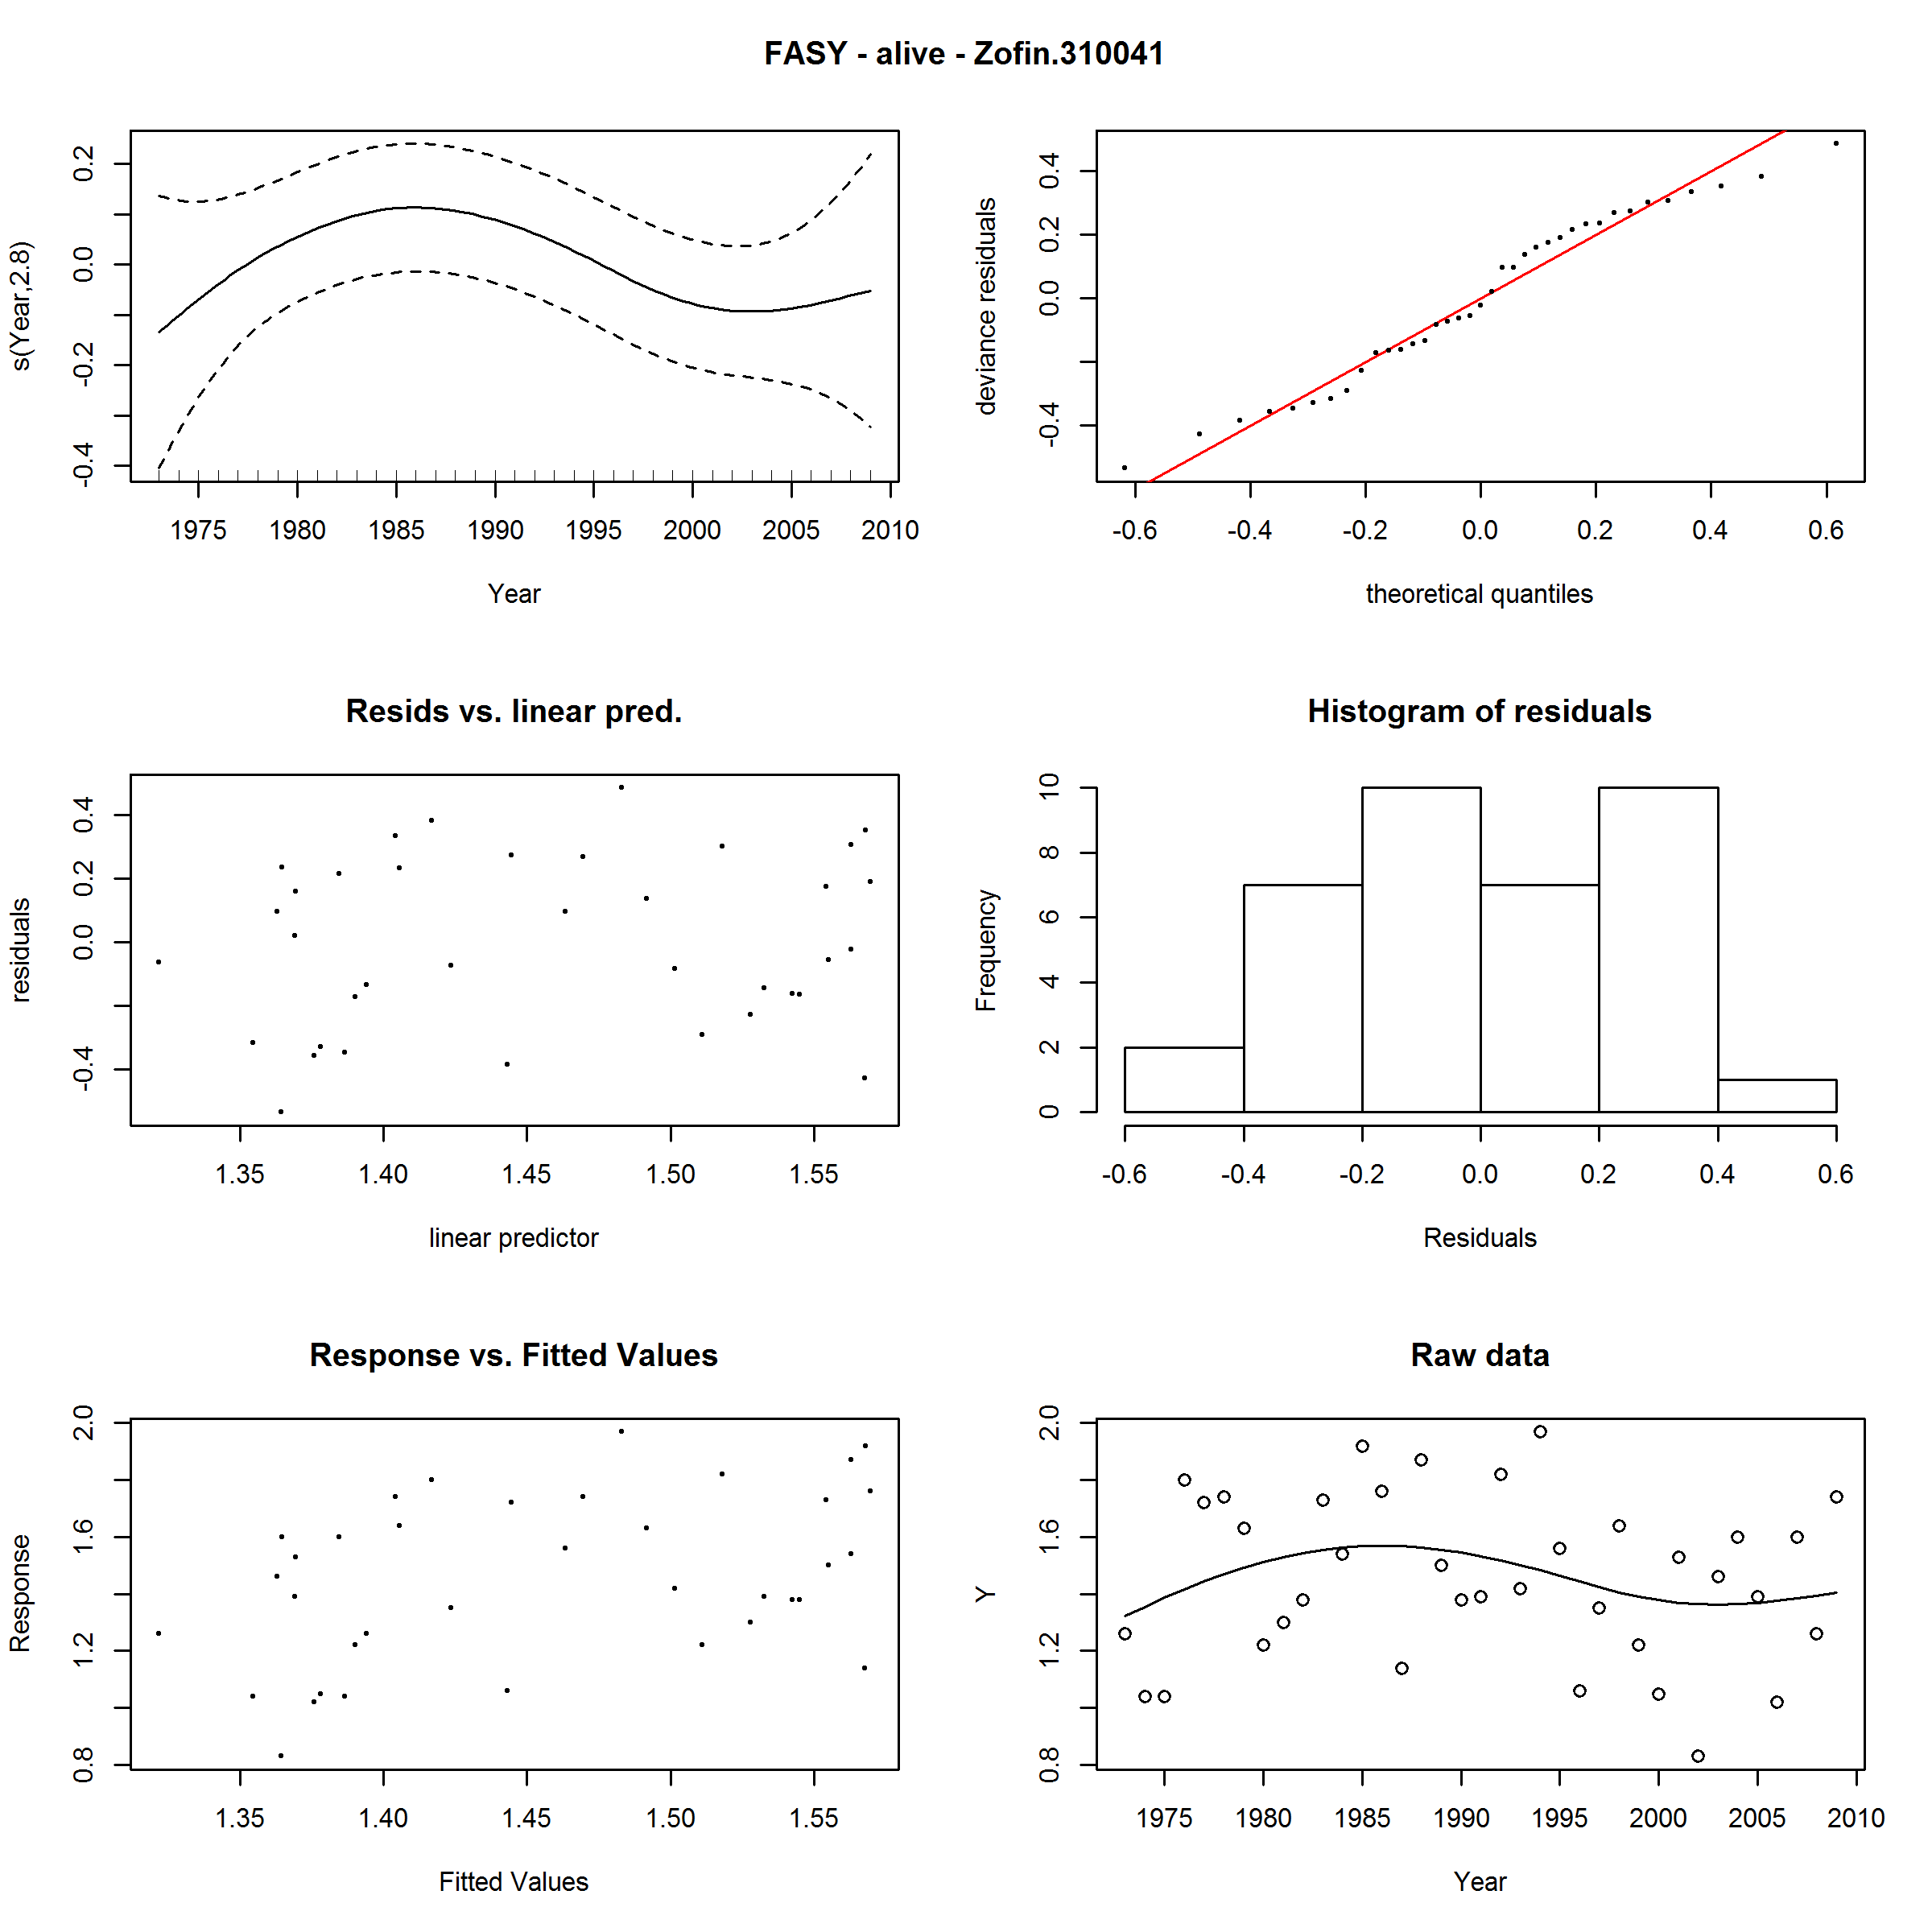 FASY - alive - Zofin.310041
s(Year,2.8)
-0.4 -0.2 0.0 0.2
1975 1980 1985 1990 1995 2000 2005 2010
Year
deviance residuals
-0.4 0.0 0.2 0.4
-0.6 -0.4 -0.2 0.0 0.2 0.4 0.6
theoretical quantiles
Resids vs. linear pred.
residuals
-0.4 0.0 0.2 0.4
1.35 1.40 1.45 1.50 1.55
linear predictor
Histogram of residuals
Frequency
0 2 4 6 8 10
-0.6 -0.4 -0.2 0.0 0.2 0.4 0.6
Residuals
Response vs. Fitted Values
Response
0.8 1.2 1.6 2.0
1.35 1.40 1.45 1.50 1.55
Fitted Values
Raw data
Y
0.8 1.2 1.6 2.0
1975 1980 1985 1990 1995 2000 2005 2010
Year